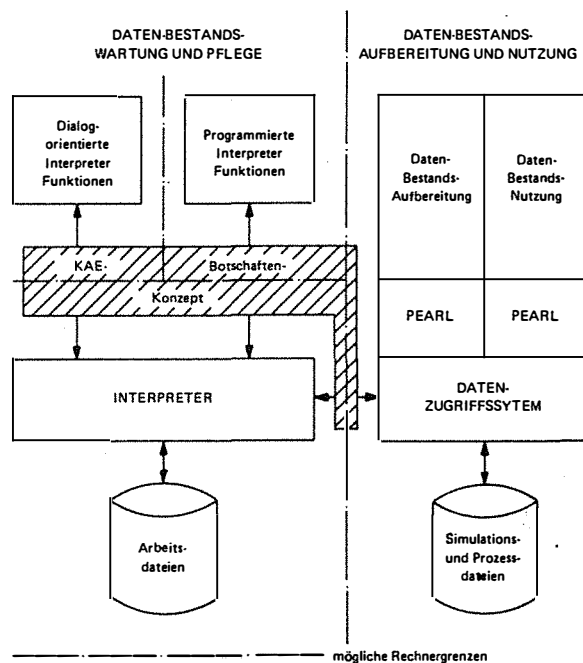 DATEN-BESTANDS-
WARTUNG UND PFLEGE
DATEN-BESTANDS-
AUFBEREITUNG UND NUTZUNG
Dialog-
orientierte
Interpreter
Funktionen
Programmierte
Interpreter
Funktionen
Daten-
Bestands-
Aufbereitung
Daten-
Bestands-
Nutzung
KAE-
Botschaften-
Konzept
PEARL
PEARL
INTERPRETER
DATEN-
ZUGRIFFSSYTEM
Arbeits-
dateien
Simulations-
und Prozess-
dateien
mögliche Rechnergrenzen